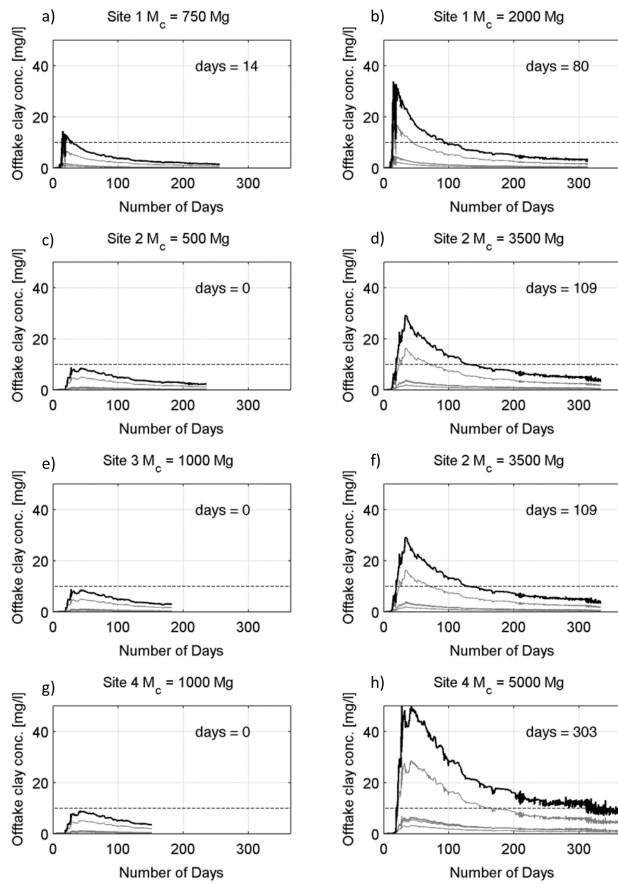 a) Site 1 M_c = 750 Mg
Offtake clay conc. [mg/l]
40
20
0
days = 14
0 100 200 300
Number of Days
b) Site 1 M_c = 2000 Mg
Offtake clay conc. [mg/l]
40
20
0
days = 80
0 100 200 300
Number of Days
c) Site 2 M_c = 500 Mg
Offtake clay conc. [mg/l]
40
20
0
days = 0
0 100 200 300
Number of Days
d) Site 2 M_c = 3500 Mg
Offtake clay conc. [mg/l]
40
20
0
days = 109
0 100 200 300
Number of Days
e) Site 3 M_c = 1000 Mg
Offtake clay conc. [mg/l]
40
20
0
days = 0
0 100 200 300
Number of Days
f) Site 2 M_c = 3500 Mg
Offtake clay conc. [mg/l]
40
20
0
days = 109
0 100 200 300
Number of Days
g) Site 4 M_c = 1000 Mg
Offtake clay conc. [mg/l]
40
20
0
days = 0
0 100 200 300
Number of Days
h) Site 4 M_c = 5000 Mg
Offtake clay conc. [mg/l]
40
20
0
days = 303
0 100 200 300
Number of Days